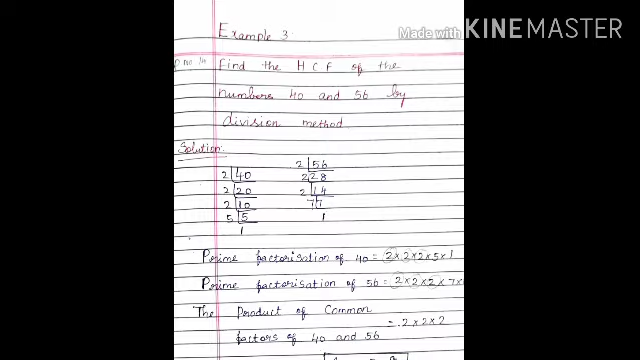 Made with KINEMASTER
Example 3
Find the HCF of the
numbers 40 and 56 by
division method
Solution:
2 | 56
2 | 40 2 | 28
2 | 20 2 | 14
2 | 10 7 | 7
5 | 5 1
1
Prime factorisation of 40 = 2×2×2×5×1
Prime factorisation of 56 = 2×2×2×7×
The Product of Common
= 2×2×2
factors of 40 and 56